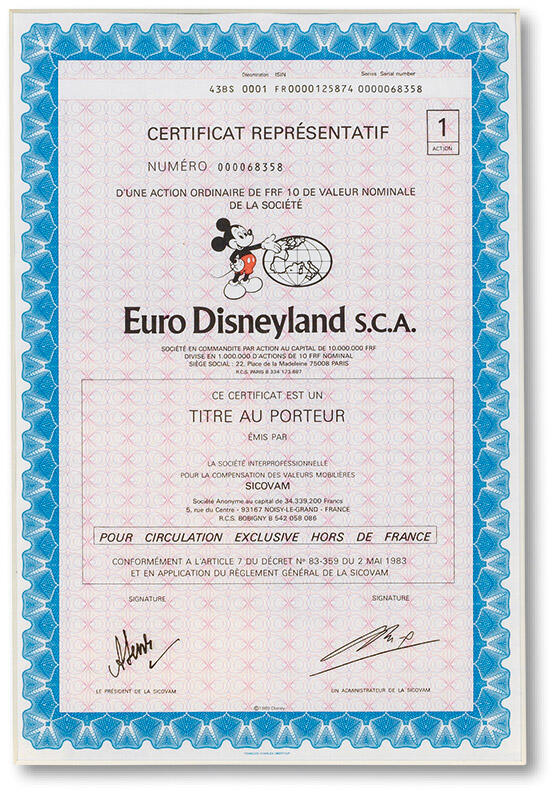 Dénomination ISIN Series Serial number
43BS 0001 FR0000125874 0000068358
CERTIFICAT REPRÉSENTATIF
1
ACTION
NUMÉRO 000068358
D'UNE ACTION ORDINAIRE DE FRF 10 DE VALEUR NOMINALE
DE LA SOCIÉTÉ
Euro Disneyland S.C.A.
SOCIÉTÉ EN COMMANDITE PAR ACTION AU CAPITAL DE 10.000.000 FRF
DIVISE EN 1.000.000 D'ACTIONS DE 10 FRF NOMINAL
SIÈGE SOCIAL : 22, Place de la Madeleine 75008 PARIS
R.C.S. PARIS B 334 173 887
CE CERTIFICAT EST UN
TITRE AU PORTEUR
ÉMIS PAR
LA SOCIÉTÉ INTERPROFESSIONNELLE
POUR LA COMPENSATION DES VALEURS MOBILIÈRES
SICOVAM
Société Anonyme au capital de 34.339.200 Francs
5, rue du Centre - 93167 NOISY-LE-GRAND - FRANCE
R.C.S. BOBIGNY B 542 058 086
POUR CIRCULATION EXCLUSIVE HORS DE FRANCE
CONFORMÉMENT A L'ARTICLE 7 DU DÉCRET Nº 83-359 DU 2 MAI 1983
ET EN APPLICATION DU RÈGLEMENT GÉNÉRAL DE LA SICOVAM
SIGNATURE SIGNATURE
LE PRÉSIDENT DE LA SICOVAM UN ADMINISTRATEUR DE LA SICOVAM
©1989 Disney